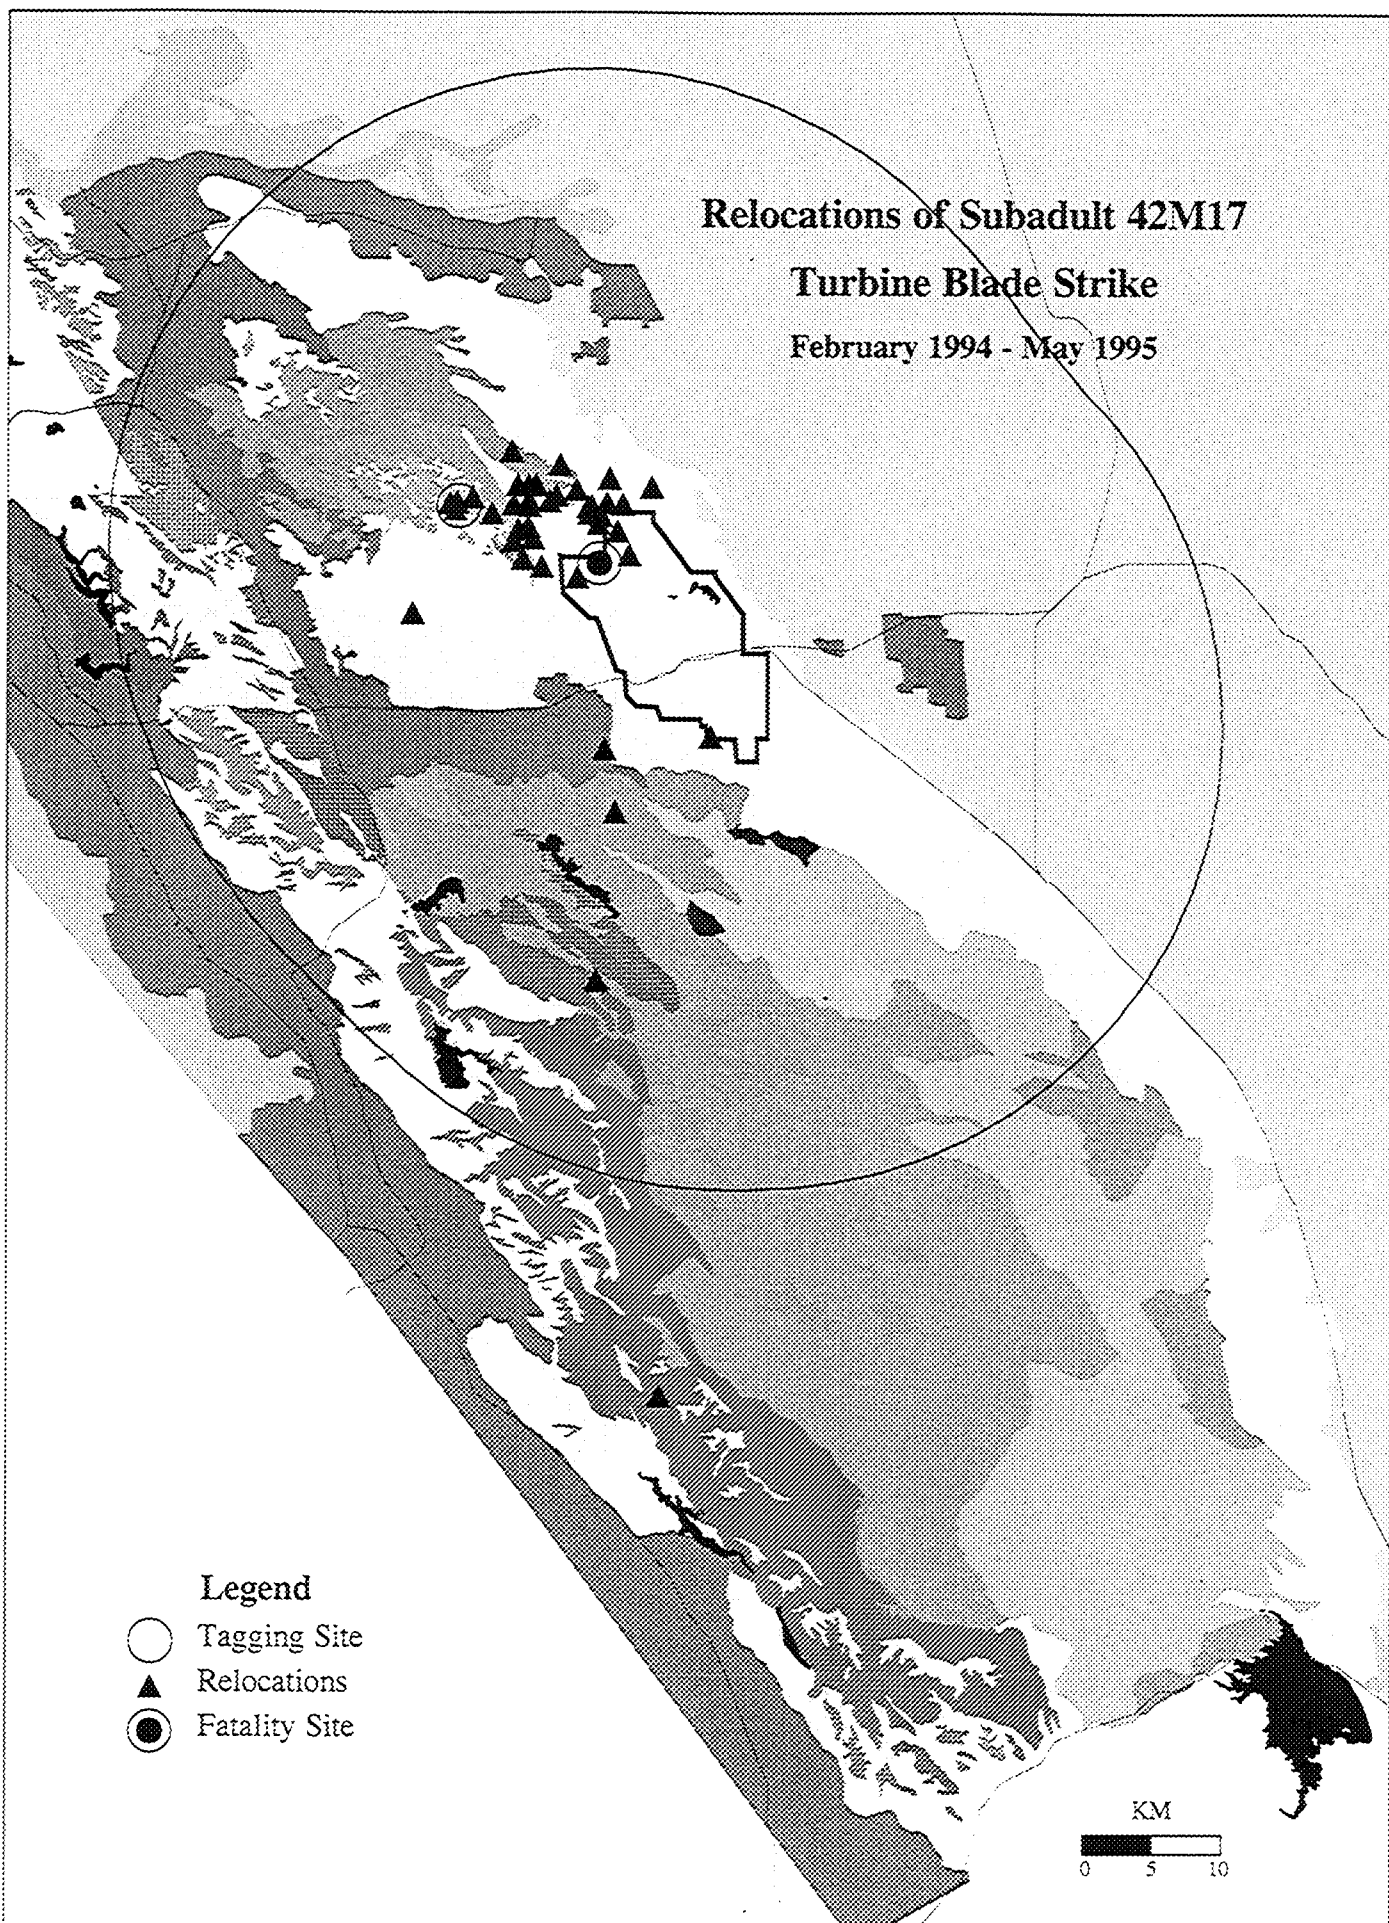 Relocations of Subadult 42M17
Turbine Blade Strike
February 1994 - May 1995
Legend
Tagging Site
Relocations
Fatality Site
KM
0 5 10